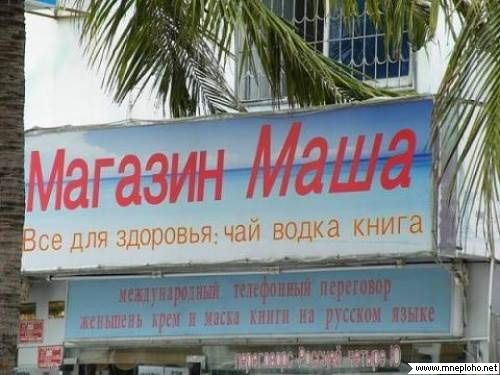 Магазин Маша
Все для здоровья: чай водка книга
международный телефонный переговор
женьшень крем и маска книги на русском языке
www.mneploho.net